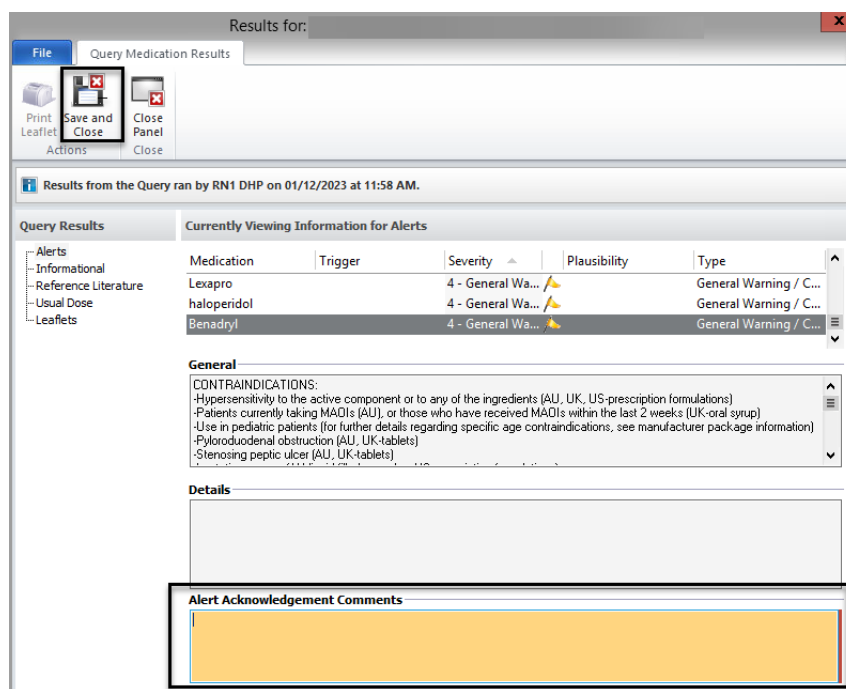 Results for:
x
File Query Medication Results
Print Leaflet Save and Close Close Panel
Actions Close
Results from the Query ran by RN1 DHP on 01/12/2023 at 11:58 AM.
Query Results
Alerts
Informational
Reference Literature
Usual Dose
Leaflets
Currently Viewing Information for Alerts
Medication Trigger Severity Plausibility Type
Lexapro 4 - General Wa... General Warning / C...
haloperidol 4 - General Wa... General Warning / C...
Benadryl 4 - General Wa... General Warning / C...
General
CONTRAINDICATIONS:
-Hypersensitivity to the active component or to any of the ingredients (AU, UK, US-prescription formulations)
-Patients currently taking MAOIs (AU), or those who have received MAOIs within the last 2 weeks (UK-oral syrup)
-Use in pediatric patients (for further details regarding specific age contraindications, see manufacturer package information)
-Pyloroduodenal obstruction (AU, UK-tablets)
-Stenosing peptic ulcer (AU, UK-tablets)
Details
Alert Acknowledgement Comments